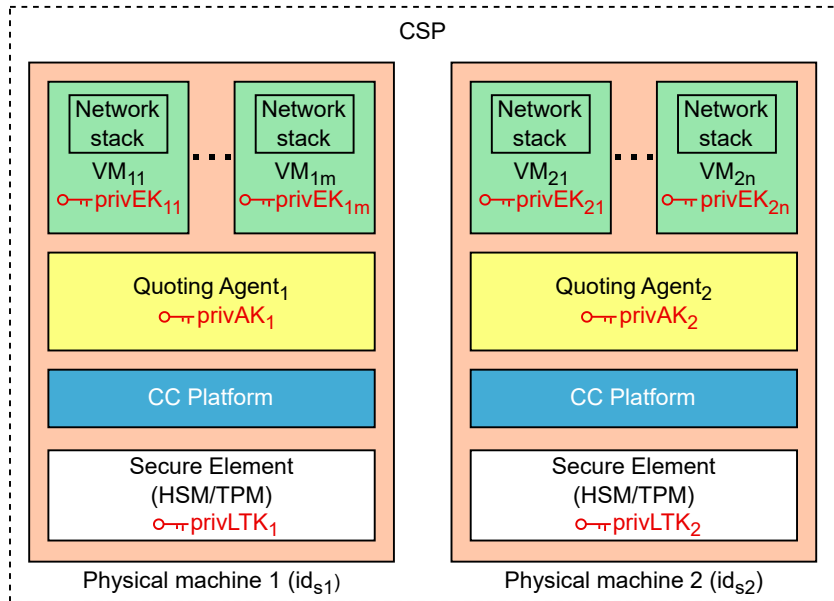 CSP
Network
stack
VM11
privEK11
Network
stack
VM1m
privEK1m
Quoting Agent1
privAK1
CC Platform
Secure Element
(HSM/TPM)
privLTK1
Physical machine 1 (ids1)
Network
stack
VM21
privEK21
Network
stack
VM2n
privEK2n
Quoting Agent2
privAK2
CC Platform
Secure Element
(HSM/TPM)
privLTK2
Physical machine 2 (ids2)